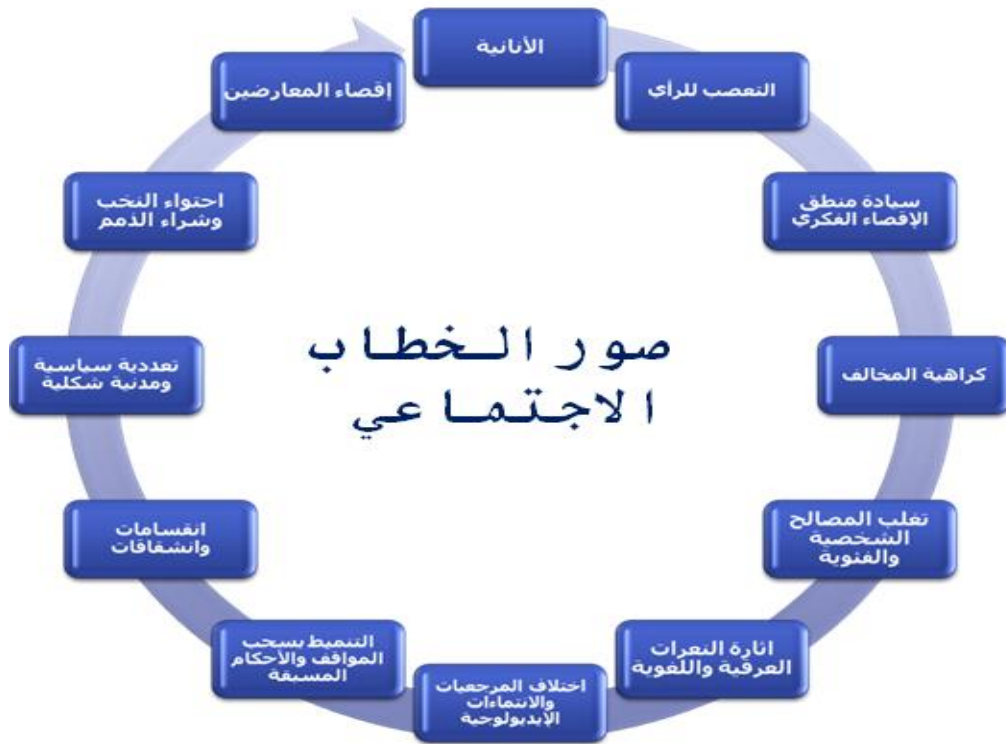 الأنانية
التعصب للرأي
سيادة منطق
الإقصاء الفكري
كراهية المخالف
تغلب المصالح
الشخصية
والفئوية
اثارة النعرات
العرقية واللغوية
اختلاف المرجعيات
والانتماءات
الإيديولوجية
التنميط بسحب
المواقف والأحكام
المسبقة
انقسامات
وانشقاقات
تعددية سياسية
ومدنية شكلية
احتواء النخب
وشراء الذمم
إقصاء المعارضين
صور الخطاب
الاجتماعي